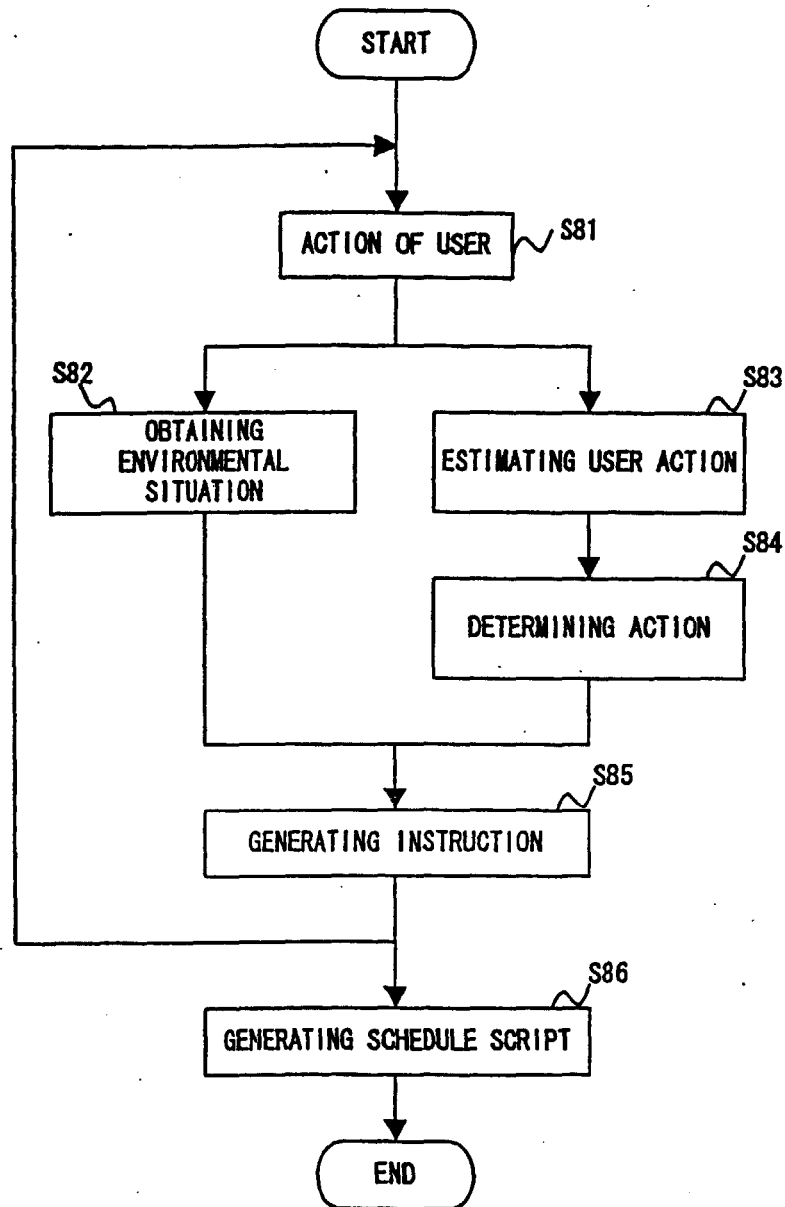 START
ACTION OF USER
S81
S82
OBTAINING
ENVIRONMENTAL
SITUATION
S83
ESTIMATING USER ACTION
S84
DETERMINING ACTION
S85
GENERATING INSTRUCTION
S86
GENERATING SCHEDULE SCRIPT
END